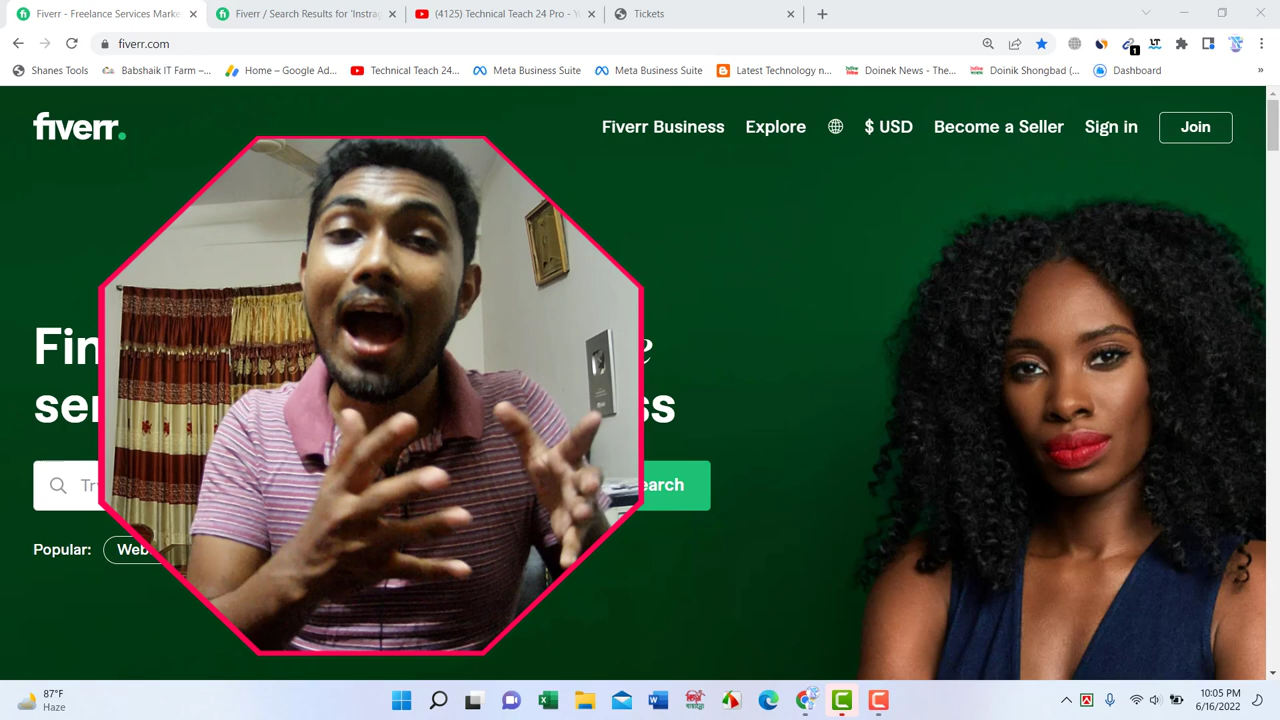 Fiverr - Freelance Services Marke
Fiverr / Search Results for 'Instra
(4125) Technical Teach 24 Pro - Y
Tickets
fiverr.com
1
Shanes Tools
Babshaik IT Farm –...
Home – Google Ad...
Techncial Teach 24...
Meta Business Suite
Meta Business Suite
Latest Technology n...
Doinek News - The...
Doinik Shongbad (...
Dashboard
»
fiverr.
Fiverr Business
Explore
$ USD
Become a Seller
Sign in
Join
Fin
e
ser
ss
Try
earch
Popular:
Web
87°F
Haze
10:05 PM
6/16/2022